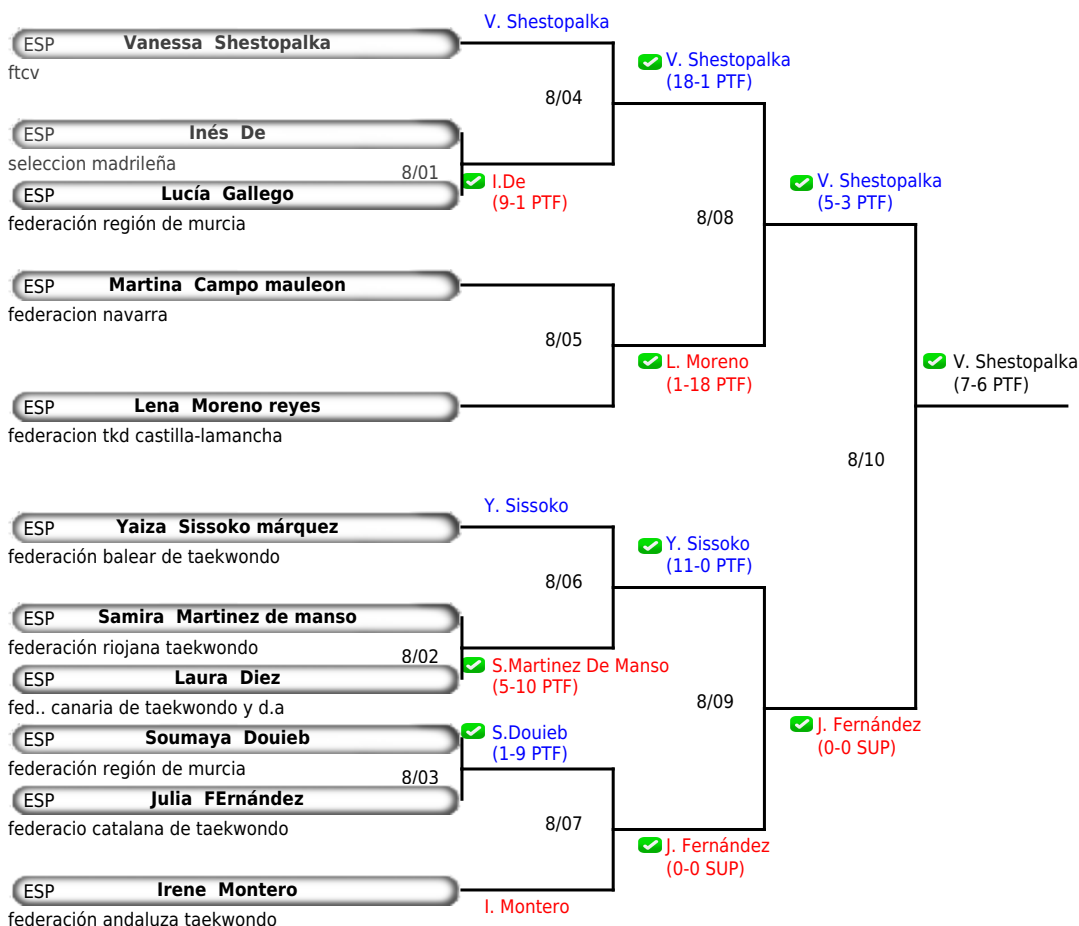 V. Shestopalka
ESP Vanessa Shestopalka
ftcv
V. Shestopalka
(18-1 PTF)
8/04
ESP Inés De
seleccion madrileña
8/01
I.De
(9-1 PTF)
ESP Lucía Gallego
federación región de murcia
V. Shestopalka
(5-3 PTF)
8/08
ESP Martina Campo mauleon
federacion navarra
8/05
L. Moreno
(1-18 PTF)
ESP Lena Moreno reyes
federacion tkd castilla-lamancha
V. Shestopalka
(7-6 PTF)
8/10
Y. Sissoko
ESP Yaiza Sissoko márquez
federación balear de taekwondo
Y. Sissoko
(11-0 PTF)
8/06
ESP Samira Martinez de manso
federación riojana taekwondo
8/02
S.Martinez De Manso
(5-10 PTF)
ESP Laura Diez
fed.. canaria de taekwondo y d.a
8/09
J. Fernández
(0-0 SUP)
ESP Soumaya Douieb
S.Douieb
(1-9 PTF)
federación región de murcia
8/03
ESP Julia FErnández
federacio catalana de taekwondo
8/07
J. Fernández
(0-0 SUP)
ESP Irene Montero
I. Montero
federación andaluza taekwondo